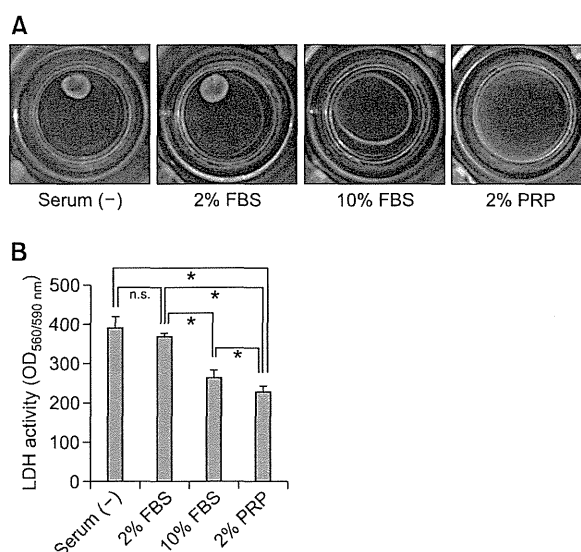 A
Serum (−) 2% FBS 10% FBS 2% PRP
B
LDH activity (OD560/590 nm)
500
400
300
200
100
0
*
n.s. *
*
*
Serum (−) 2% FBS 10% FBS 2% PRP